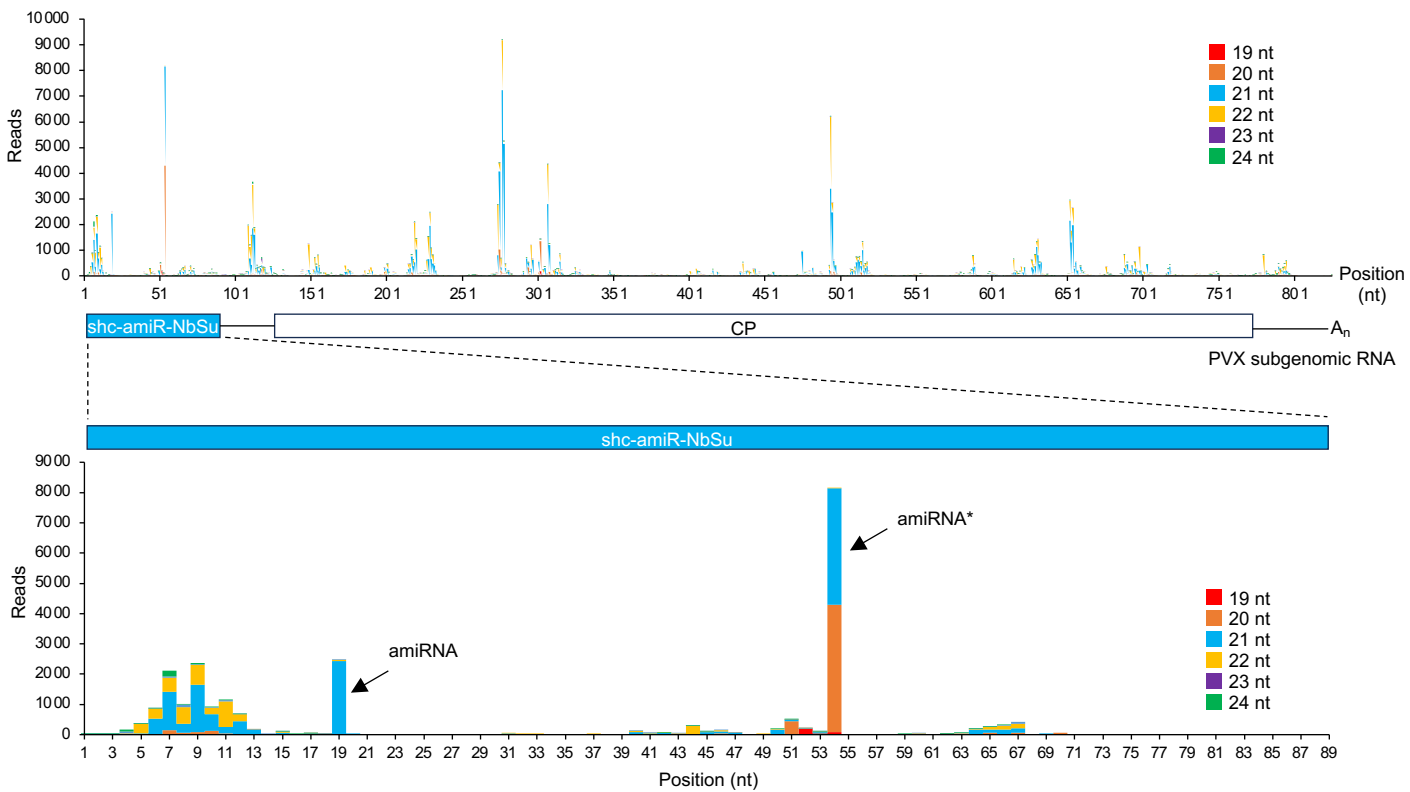 10000
9000
8000
7000
6000
5000
4000
3000
2000
1000
0
Reads
19 nt
20 nt
21 nt
22 nt
23 nt
24 nt
1 51 101 151 201 251 301 351 401 451 501 551 601 651 701 751 801
Position
(nt)
shc-amiR-NbSu
CP
An
PVX subgenomic RNA
shc-amiR-NbSu
9000
8000
7000
6000
5000
4000
3000
2000
1000
0
Reads
amiRNA
amiRNA*
19 nt
20 nt
21 nt
22 nt
23 nt
24 nt
1 3 5 7 9 11 13 15 17 19 21 23 25 27 29 31 33 35 37 39 41 43 45 47 49 51 53 55 57 59 61 63 65 67 69 71 73 75 77 79 81 83 85 87 89
Position (nt)